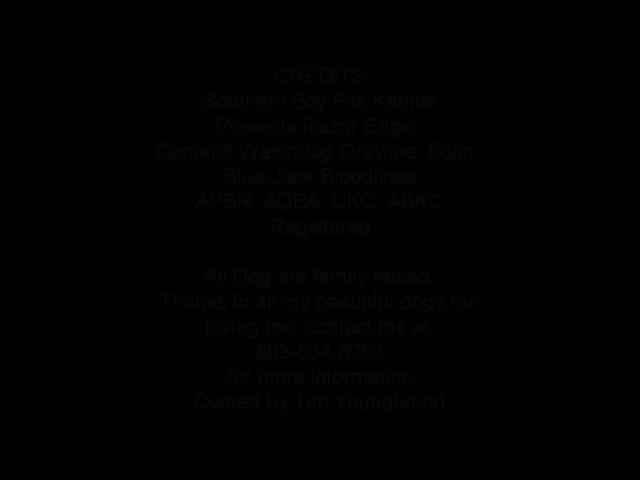 CREDITS
Southern Boy Pits Kennel
Presents Razor Edge
Camelot Watchdog Greyline, Bolio,
Blue-Jack Bloodlines
APBR, ADBA, UKC, ABKC
Registered
All Dog are family raised
Thanks to all my beautiful dogs for
loving me, contact me at
for more information
Owned by Tim Youngblood